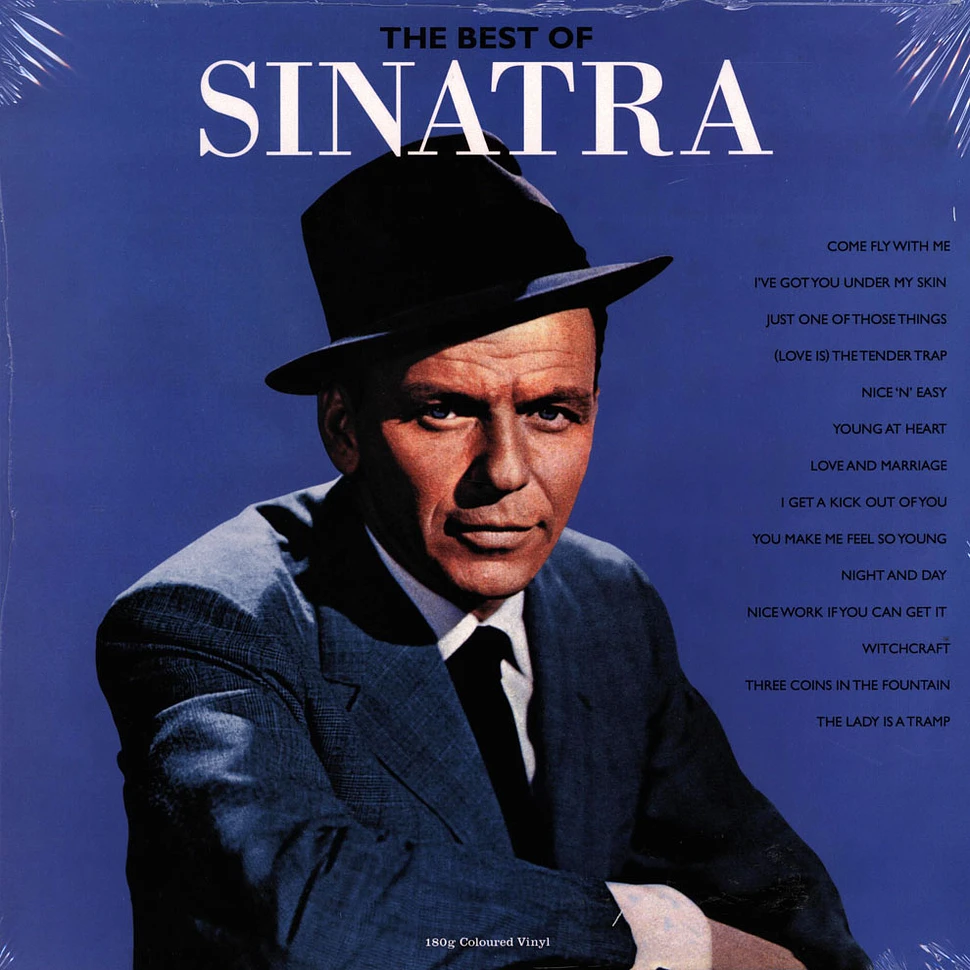 THE BEST OF
SINATRA
COME FLY WITH ME
I'VE GOT YOU UNDER MY SKIN
JUST ONE OF THOSE THINGS
(LOVE IS) THE TENDER TRAP
NICE 'N' EASY
YOUNG AT HEART
LOVE AND MARRIAGE
I GET A KICK OUT OF YOU
YOU MAKE ME FEEL SO YOUNG
NIGHT AND DAY
NICE WORK IF YOU CAN GET IT
WITCHCRAFT
THREE COINS IN THE FOUNTAIN
THE LADY IS A TRAMP
180g Coloured Vinyl